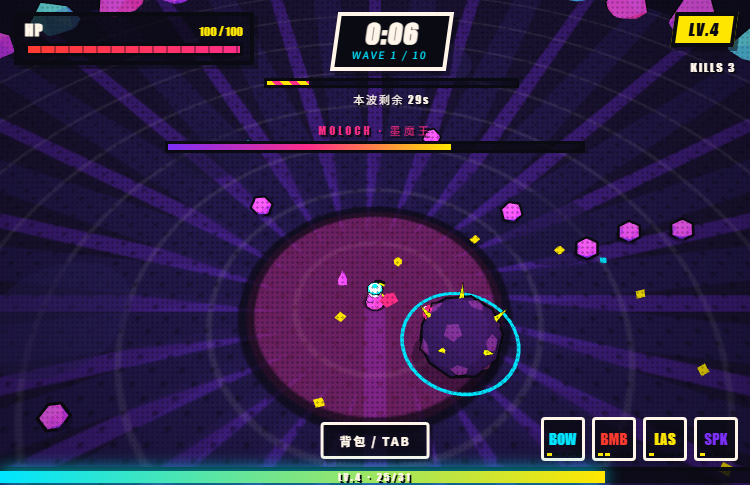 HP
100/100
0:06
WAVE 1 / 10
LV.4
KILLS 3
本波剩余 29s
MOLOCH · 墨魔王
背包 / TAB
BOW
BMB
LAS
SPK
LV.4 · 25/31